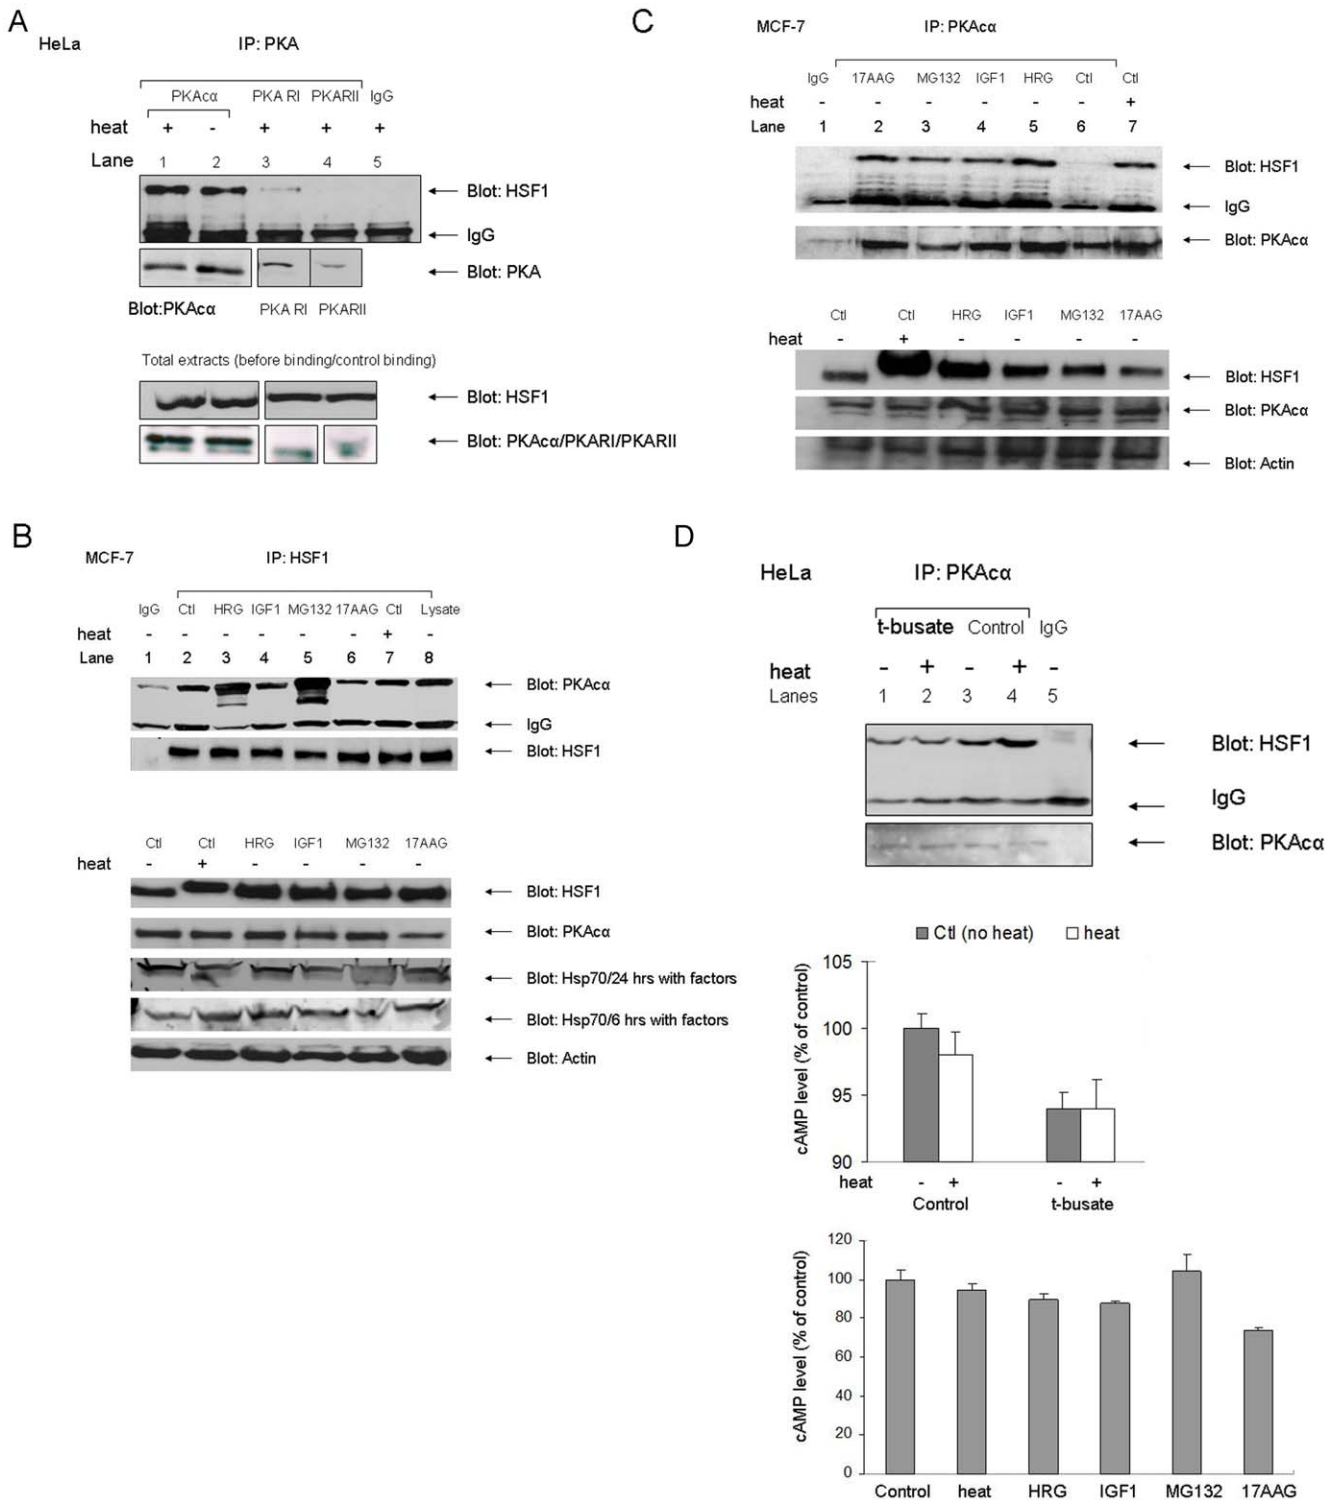 A
HeLa
IP: PKA
PKAcα PKA RI PKARII IgG
heat + - + + +
Lane 1 2 3 4 5
Blot: HSF1
IgG
Blot: PKA
Blot:PKAcα PKA RI PKARII
Total extracts (before binding/control binding)
Blot: HSF1
Blot: PKAcα/PKARI/PKARII
B
MCF-7
IP: HSF1
IgG Ctl HRG IGF1 MG132 17AAG Ctl Lysate
heat - - - - - - + -
Lane 1 2 3 4 5 6 7 8
Blot: PKAcα
IgG
Blot: HSF1
Ctl Ctl HRG IGF1 MG132 17AAG
heat - + - - - -
Blot: HSF1
Blot: PKAcα
Blot: Hsp70/24 hrs with factors
Blot: Hsp70/6 hrs with factors
Blot: Actin
C
MCF-7
IP: PKAcα
IgG 17AAG MG132 IGF1 HRG Ctl Ctl
heat - - - - - - +
Lane 1 2 3 4 5 6 7
Blot: HSF1
IgG
Blot: PKAcα
Ctl Ctl HRG IGF1 MG132 17AAG
heat - + - - - -
Blot: HSF1
Blot: PKAcα
Blot: Actin
D
HeLa
IP: PKAcα
t-busate Control IgG
heat - + - + -
Lanes 1 2 3 4 5
Blot: HSF1
IgG
Blot: PKAcα
Ctl (no heat) heat
cAMP level (% of control)
105
100
95
90
heat - + - +
Control t-busate
cAMP level (% of control)
120
100
80
60
40
20
0
Control heat HRG IGF1 MG132 17AAG